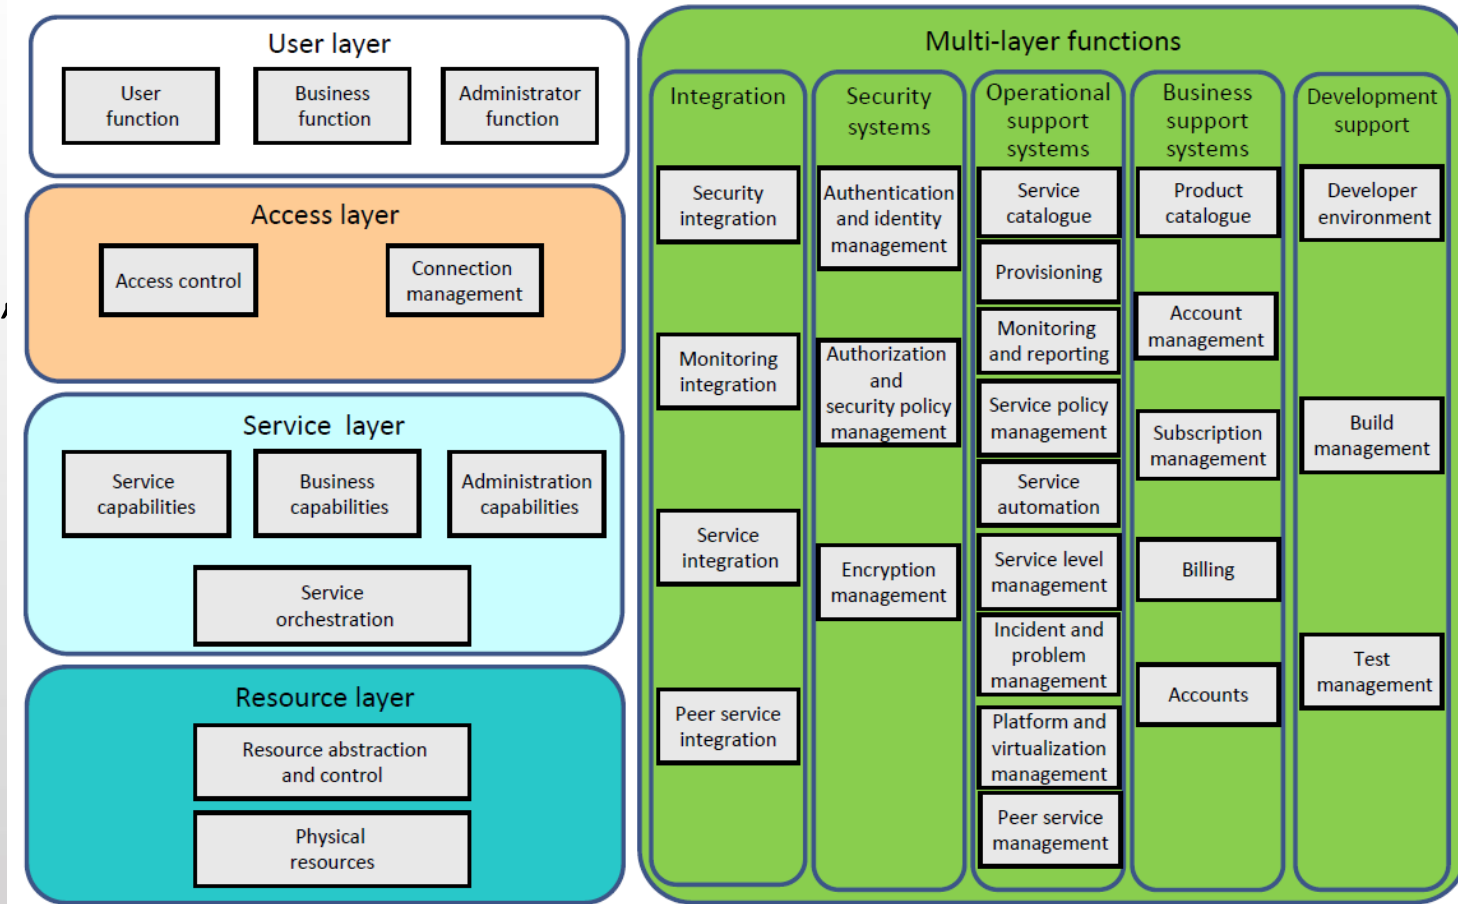 User layer
User
function
Business
function
Administrator
function
Access layer
Access control
Connection
management
Service layer
Service
capabilities
Business
capabilities
Administration
capabilities
Service
orchestration
Resource layer
Resource abstraction
and control
Physical
resources
Multi-layer functions
Integration
Security
integration
Monitoring
integration
Service
integration
Peer service
integration
Security
systems
Authentication
and identity
management
Authorization
and
security policy
management
Encryption
management
Operational
support
systems
Service
catalogue
Provisioning
Monitoring
and reporting
Service policy
management
Service
automation
Service level
management
Incident and
problem
management
Platform and
virtualization
management
Peer service
management
Business
support
systems
Product
catalogue
Account
management
Subscription
management
Billing
Accounts
Development
support
Developer
environment
Build
management
Test
management